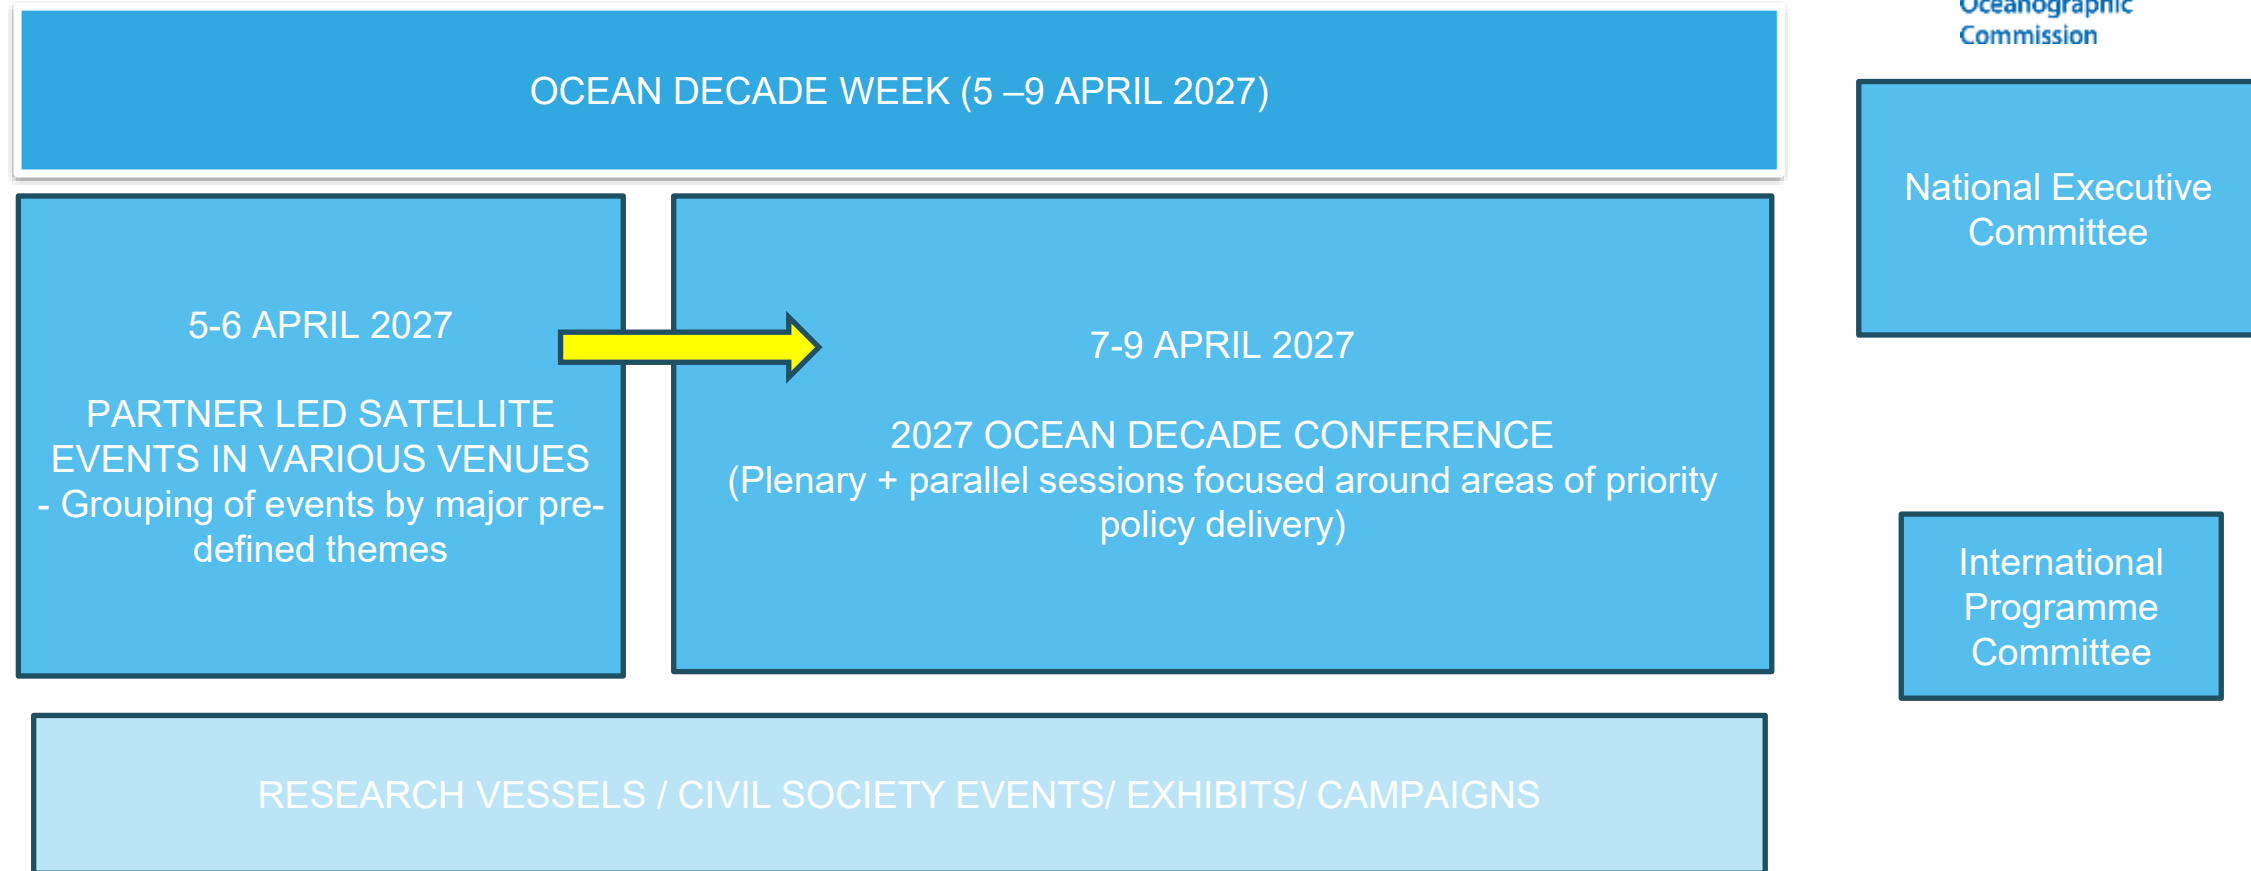 Oceanographic
Commission
OCEAN DECADE WEEK (5 –9 APRIL 2027)
5-6 APRIL 2027
PARTNER LED SATELLITE
EVENTS IN VARIOUS VENUES
- Grouping of events by major pre-
defined themes
7-9 APRIL 2027
2027 OCEAN DECADE CONFERENCE
(Plenary + parallel sessions focused around areas of priority
policy delivery)
National Executive
Committee
International
Programme
Committee
RESEARCH VESSELS / CIVIL SOCIETY EVENTS/ EXHIBITS/ CAMPAIGNS